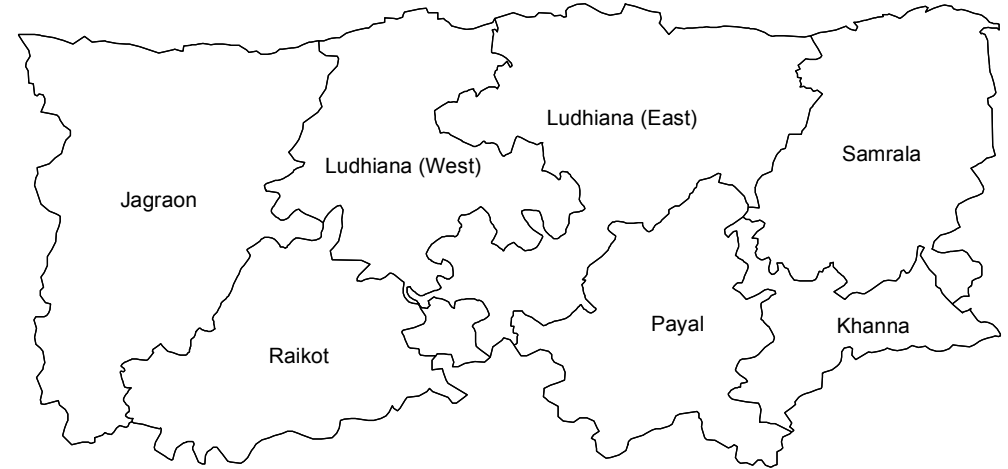 Ludhiana (East)
Samrala
Ludhiana (West)
Jagraon
Payal
Khanna
Raikot